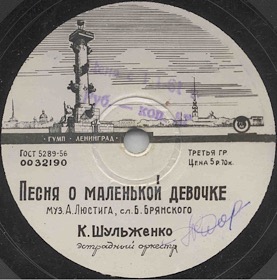 ГУМП - ЛЕНИНГРАД -
ГОСТ 5289-56
0032190
ТРЕТЬЯ ГР.
ЦЕНА 5 Р. 10 К.
ПЕСНЯ О МАЛЕНЬКОЙ ДЕВОЧКЕ
МУЗ. А. ЛЮСТИГА, СЛ. Б. БРЯНСКОГО
К. ШУЛЬЖЕНКО
эстрадный оркестр